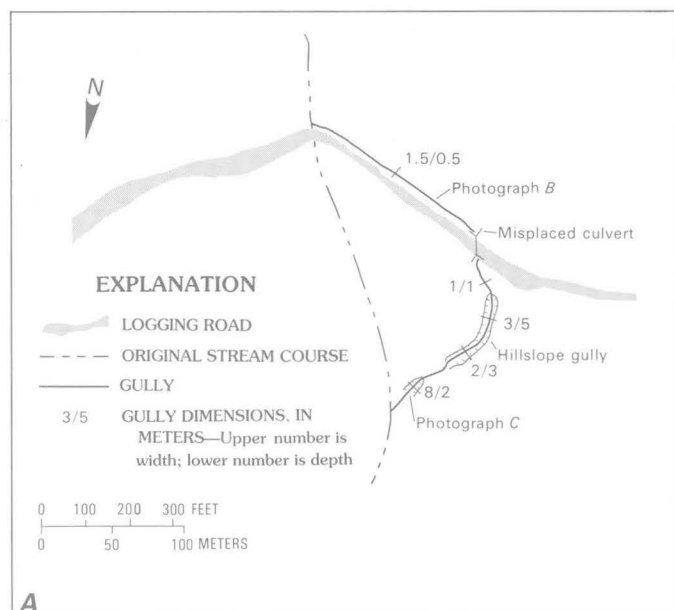 N
1.5/0.5
Photograph B
Misplaced culvert
1/1
3/5
Hillslope gully
2/3
8/2
Photograph C
EXPLANATION
LOGGING ROAD
ORIGINAL STREAM COURSE
GULLY
3/5 GULLY DIMENSIONS, IN
METERS—Upper number is
width; lower number is depth
0 100 200 300 FEET
0 50 100 METERS
A